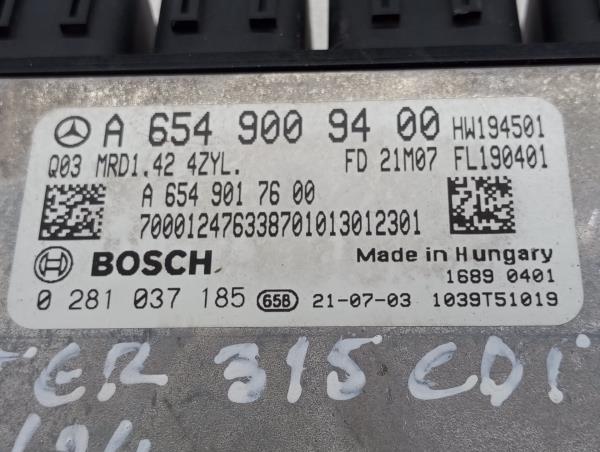 A 654 900 94 00 HW194501
Q03 MRD1.42 4ZYL. FD 21M07 FL190401
A 654 901 76 00
70001247633870101301230​1
BOSCH Made in Hungary
1689 0401
0 281 037 185 65B 21-07-03 1039T51019
315 CDI